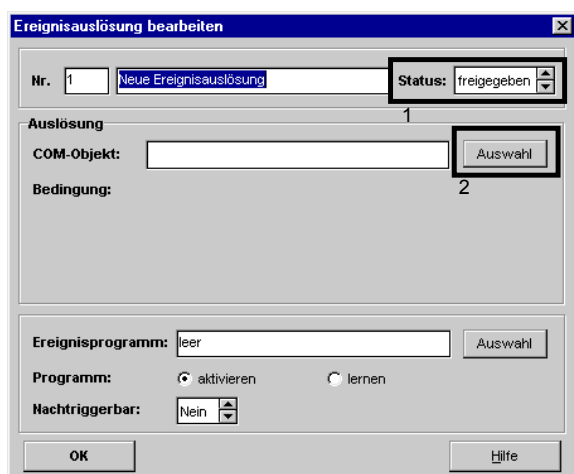 Ereignisauslösung bearbeiten
Nr. 1 Neue Ereignisauslösung Status: freigegeben
1
Auslösung
COM-Objekt: Auswahl
2
Bedingung:
Ereignisprogramm: leer Auswahl
Programm: aktivieren lernen
Nachtriggerbar: Nein
OK Hilfe